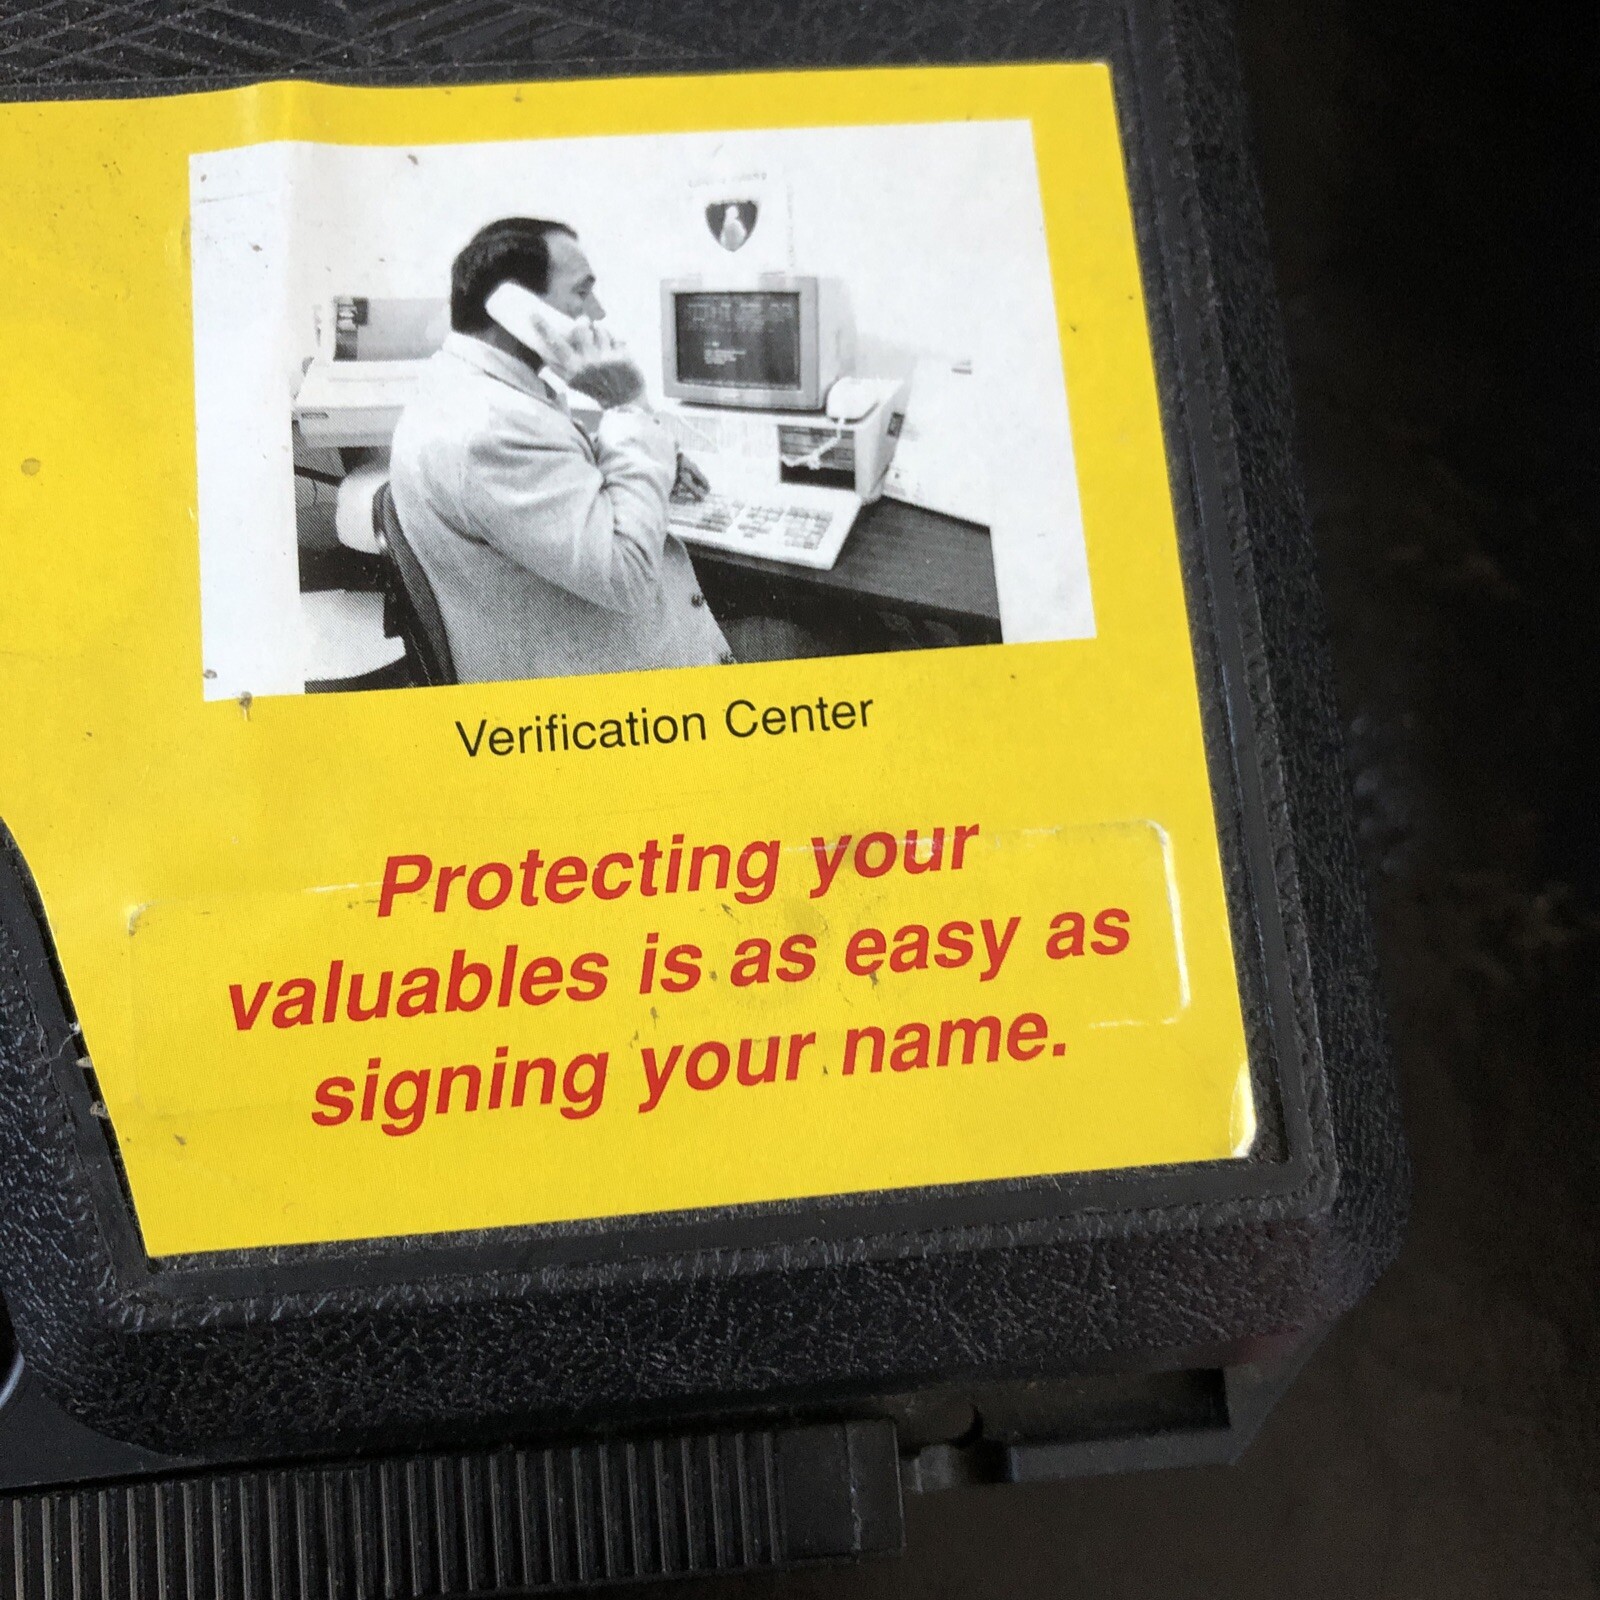 Verification Center
Protecting your
valuables is as easy as
signing your name.